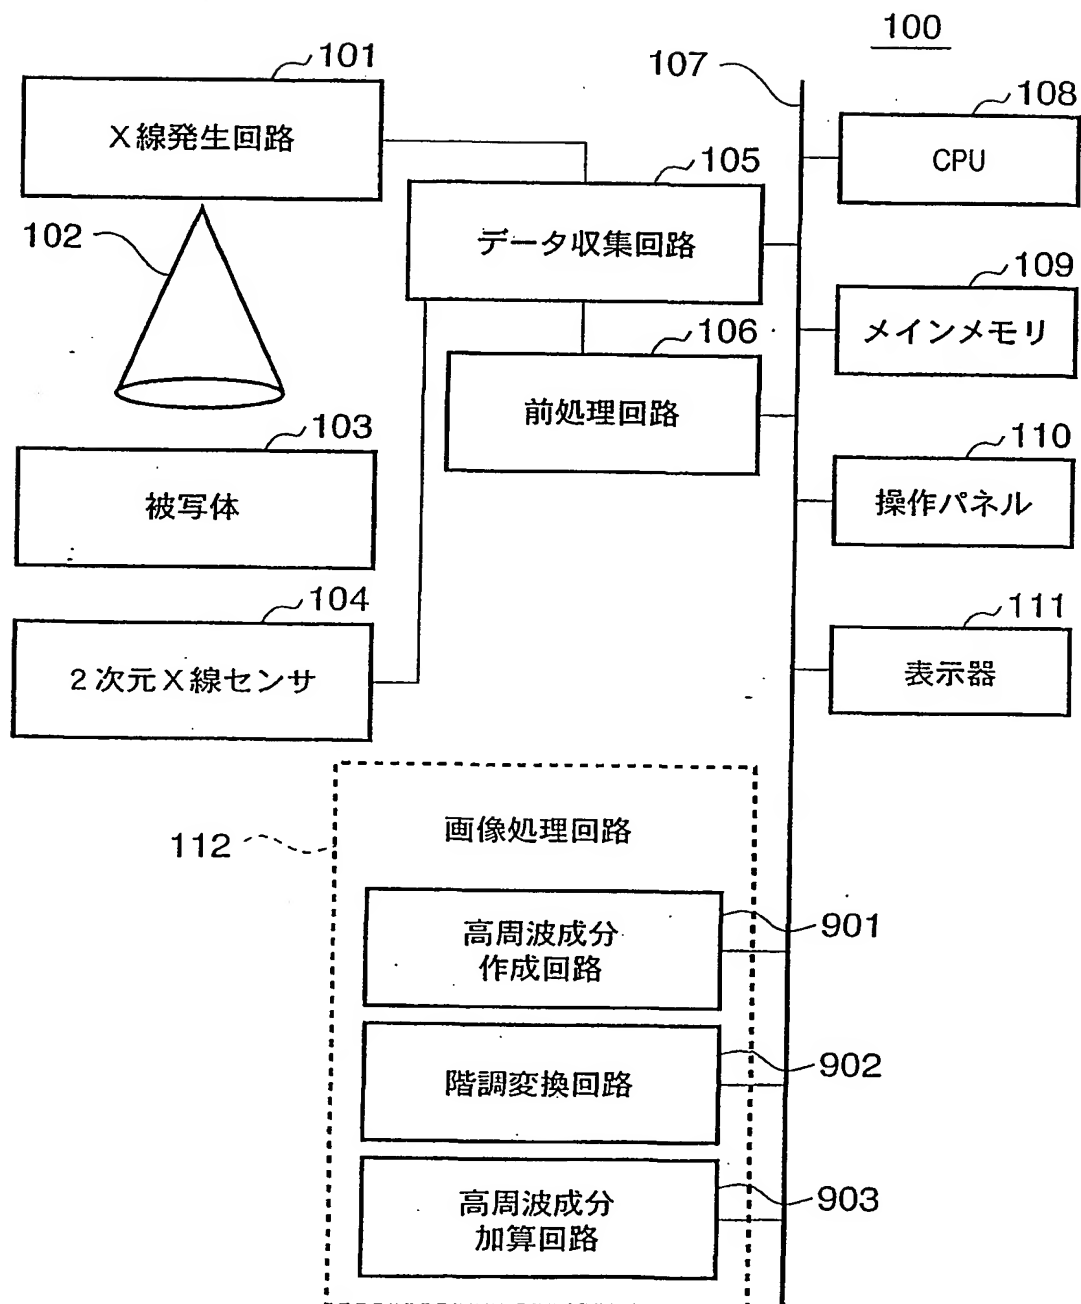 100
101
X線発生回路
102
103
被写体
104
2次元X線センサ
105
データ収集回路
106
前処理回路
107
108
CPU
109
メインメモリ
110
操作パネル
111
表示器
112
画像処理回路
901
高周波成分
作成回路
902
階調変換回路
903
高周波成分
加算回路